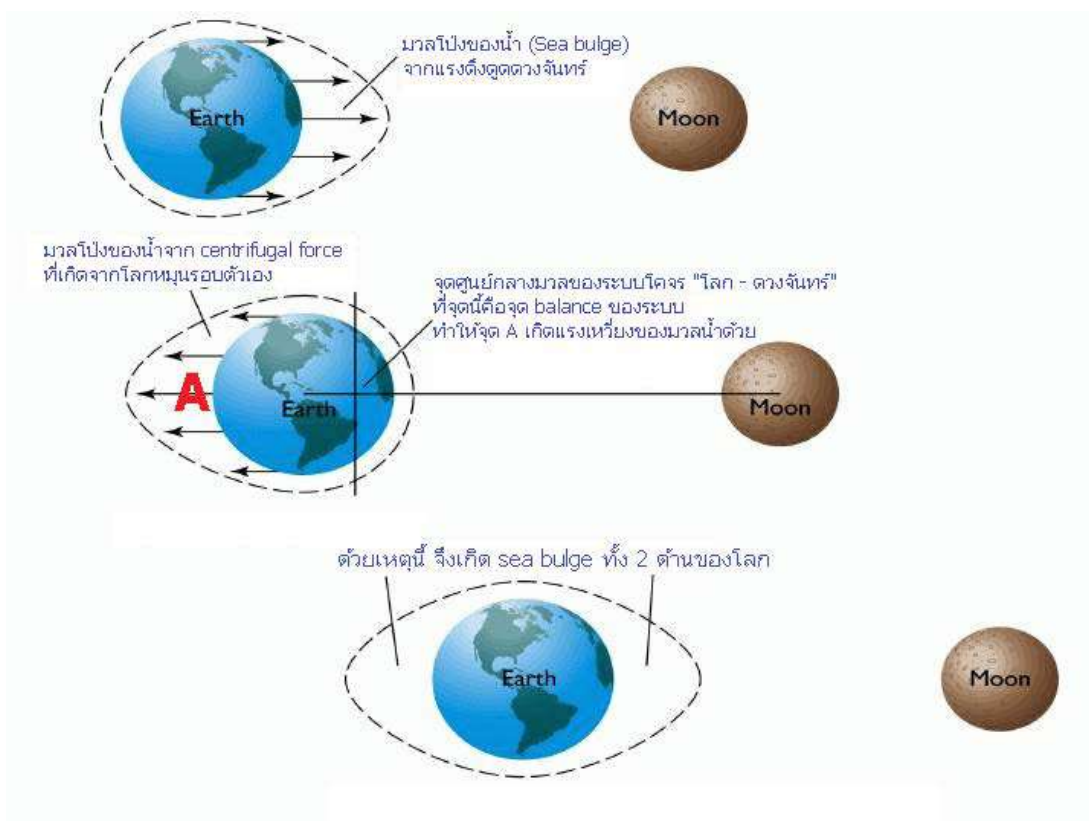 มวลโป่งของน้ำ (Sea bulge)
จากแรงดึงดูดดวงจันทร์
Earth
Moon
มวลโป่งของน้ำจาก centrifugal force
ที่เกิดจากโลกหมุนรอบตัวเอง
จุดศูนย์กลางมวลของระบบโคจร "โลก - ดวงจันทร์"
ที่จุดนี้คือจุด balance ของระบบ
ทำให้จุด A เกิดแรงเหวี่ยงของมวลน้ำด้วย
A
Earth
Moon
ด้วยเหตุนี้ จึงเกิด sea bulge ทั้ง 2 ด้านของโลก
Earth
Moon